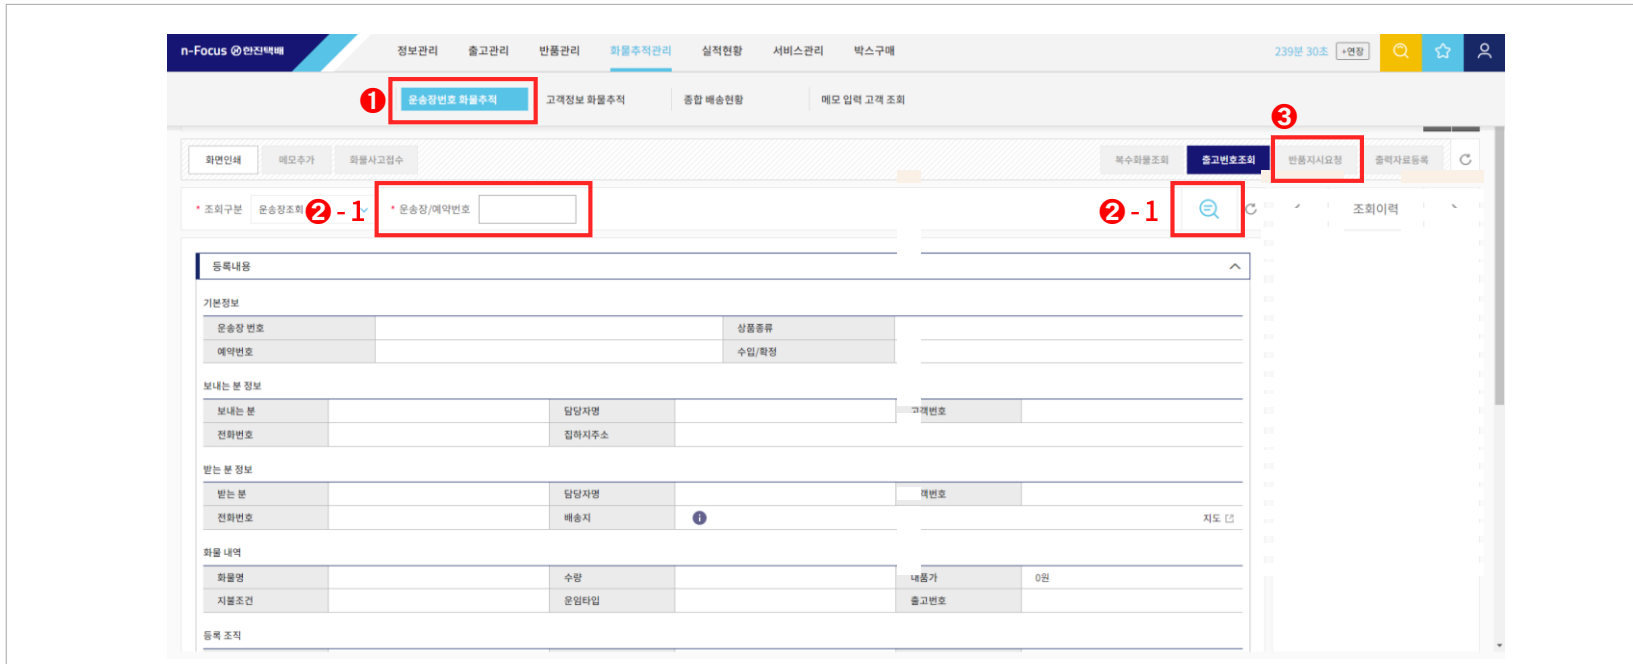 n-Focus 한진택배 정보관리 출고관리 반품관리 화물추적관리 실적현황 서비스관리 박스구매 239분 30초 +연장
❶ 운송장번호 화물추적 고객정보 화물추적 종합 배송현황 메모 입력 고객 조회
❸
화면인쇄 메모추가 화물사고접수 복수화물조회 출고번호조회 반품지시요청 출력자료등록
* 조회구분 운송장조회 ❷ - 1 * 운송장/예약번호 ❷ - 1 조회이력
등록내용
기본정보
운송장 번호 상품종류
예약번호 수입/확정
보내는 분 정보
보내는 분 담당자명 고객번호
전화번호 집하지주소
받는 분 정보
받는 분 담당자명 객번호
전화번호 배송지 지도
화물 내역
화물명 수량 내품가 0원
지불조건 운임타입 출고번호
등록 조직